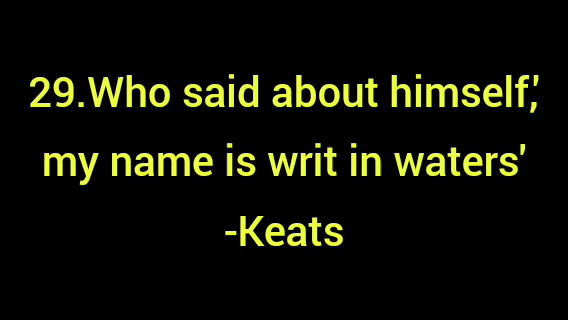 29.Who said about himself,'
my name is writ in waters'
-Keats